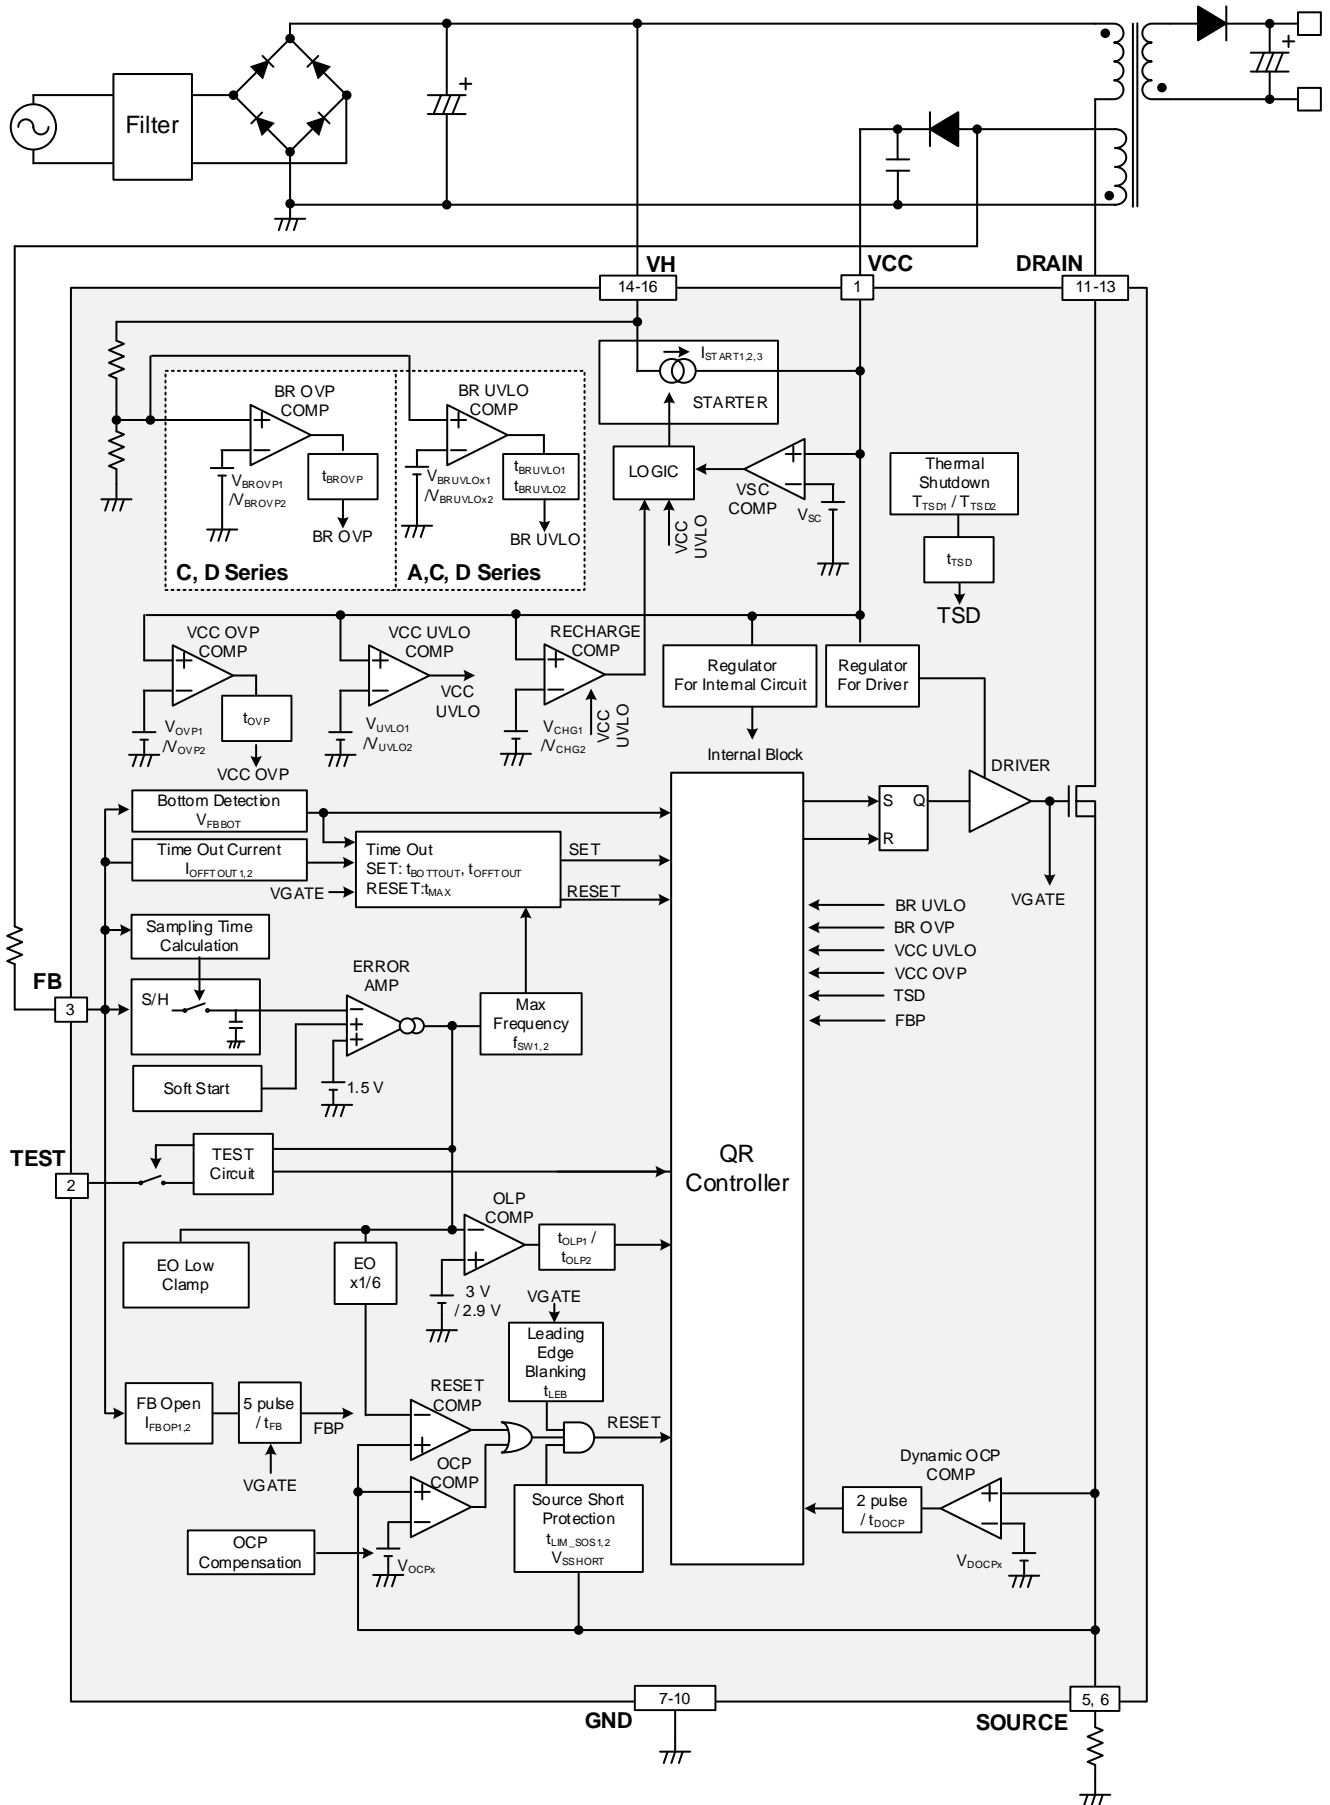 Filter
+
+
VH
VCC
DRAIN
14-16
1
11-13
ISTART1,2,3
STARTER
BR OVP
COMP
BR UVLO
COMP
VBROVP1
/VBROVP2
tBROVP
BR OVP
VBRUVLOx1
/VBRUVLOx2
tBRUVLO1
tBRUVLO2
BR UVLO
C, D Series
A,C, D Series
LOGIC
VCC
UVLO
VSC
COMP
VSC
Thermal
Shutdown
TTSD1 / TTSD2
tTSD
TSD
VCC OVP
COMP
VOVP1
/VOVP2
tOVP
VCC OVP
VCC UVLO
COMP
VUVLO1
/VUVLO2
VCC
UVLO
RECHARGE
COMP
VCHG1
/VCHG2
VCC
UVLO
Regulator
For Internal Circuit
Internal Block
Regulator
For Driver
DRIVER
Bottom Detection
VFBBOT
Time Out Current
IOFFTOUT1,2
VGATE
Time Out
SET: tBOTTOUT, tOFFTOUT
RESET:tMAX
SET
RESET
S
Q
R
VGATE
BR UVLO
BR OVP
VCC UVLO
VCC OVP
TSD
FBP
Sampling Time
Calculation
FB
3
S/H
ERROR
AMP
Max
Frequency
fSW1,2
Soft Start
1.5 V
TEST
2
TEST
Circuit
QR
Controller
OLP
COMP
tOLP1 /
tOLP2
EO Low
Clamp
EO
x1/6
3 V
/ 2.9 V
VGATE
Leading
Edge
Blanking
tLEB
FB Open
IFBOP1,2
5 pulse
/ tFB
FBP
VGATE
RESET
COMP
RESET
OCP
COMP
OCP
Compensation
VOCPx
Source Short
Protection
tLIM_SOS1,2
VSSHORT
Dynamic OCP
COMP
2 pulse
/ tDOCP
VDOCPx
7-10
GND
5, 6
SOURCE